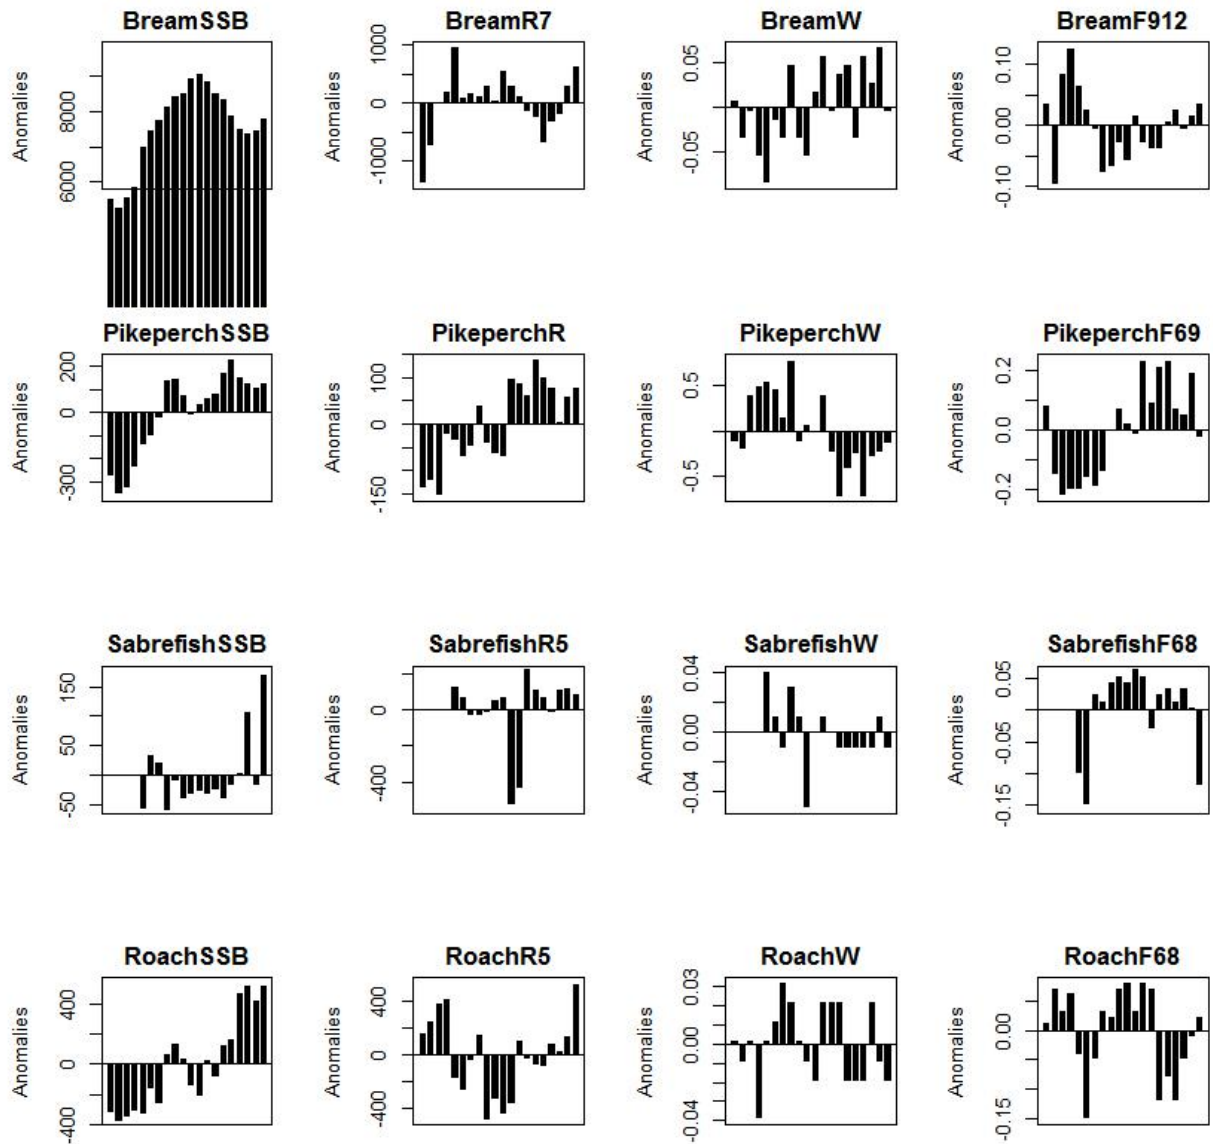 BreamSSB
Anomalies
6000
8000
BreamR7
Anomalies
-1000
0
1000
BreamW
Anomalies
-0.05
0.05
BreamF912
Anomalies
-0.10
0.00
0.10
PikeperchSSB
Anomalies
-300
0
200
PikeperchR
Anomalies
-150
0
100
PikeperchW
Anomalies
-0.5
0.5
PikeperchF69
Anomalies
-0.2
0.0
0.2
SabrefishSSB
Anomalies
-50
50
150
SabrefishR5
Anomalies
-400
0
SabrefishW
Anomalies
-0.04
0.00
0.04
SabrefishF68
Anomalies
-0.15
-0.05
0.05
RoachSSB
Anomalies
-400
0
400
RoachR5
Anomalies
-400
0
400
RoachW
Anomalies
-0.04
0.00
0.03
RoachF68
Anomalies
-0.15
0.00